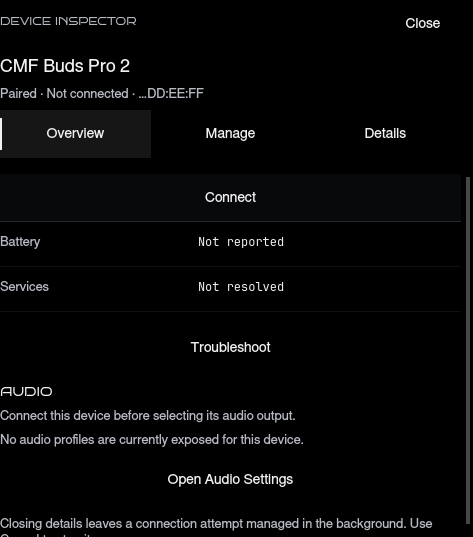 DEVICE INSPECTOR
Close
CMF Buds Pro 2
Paired · Not connected · …DD:EE:FF
Overview Manage Details
Connect
Battery Not reported
Services Not resolved
Troubleshoot
AUDIO
Connect this device before selecting its audio output.
No audio profiles are currently exposed for this device.
Open Audio Settings
Closing details leaves a connection attempt managed in the background. Use